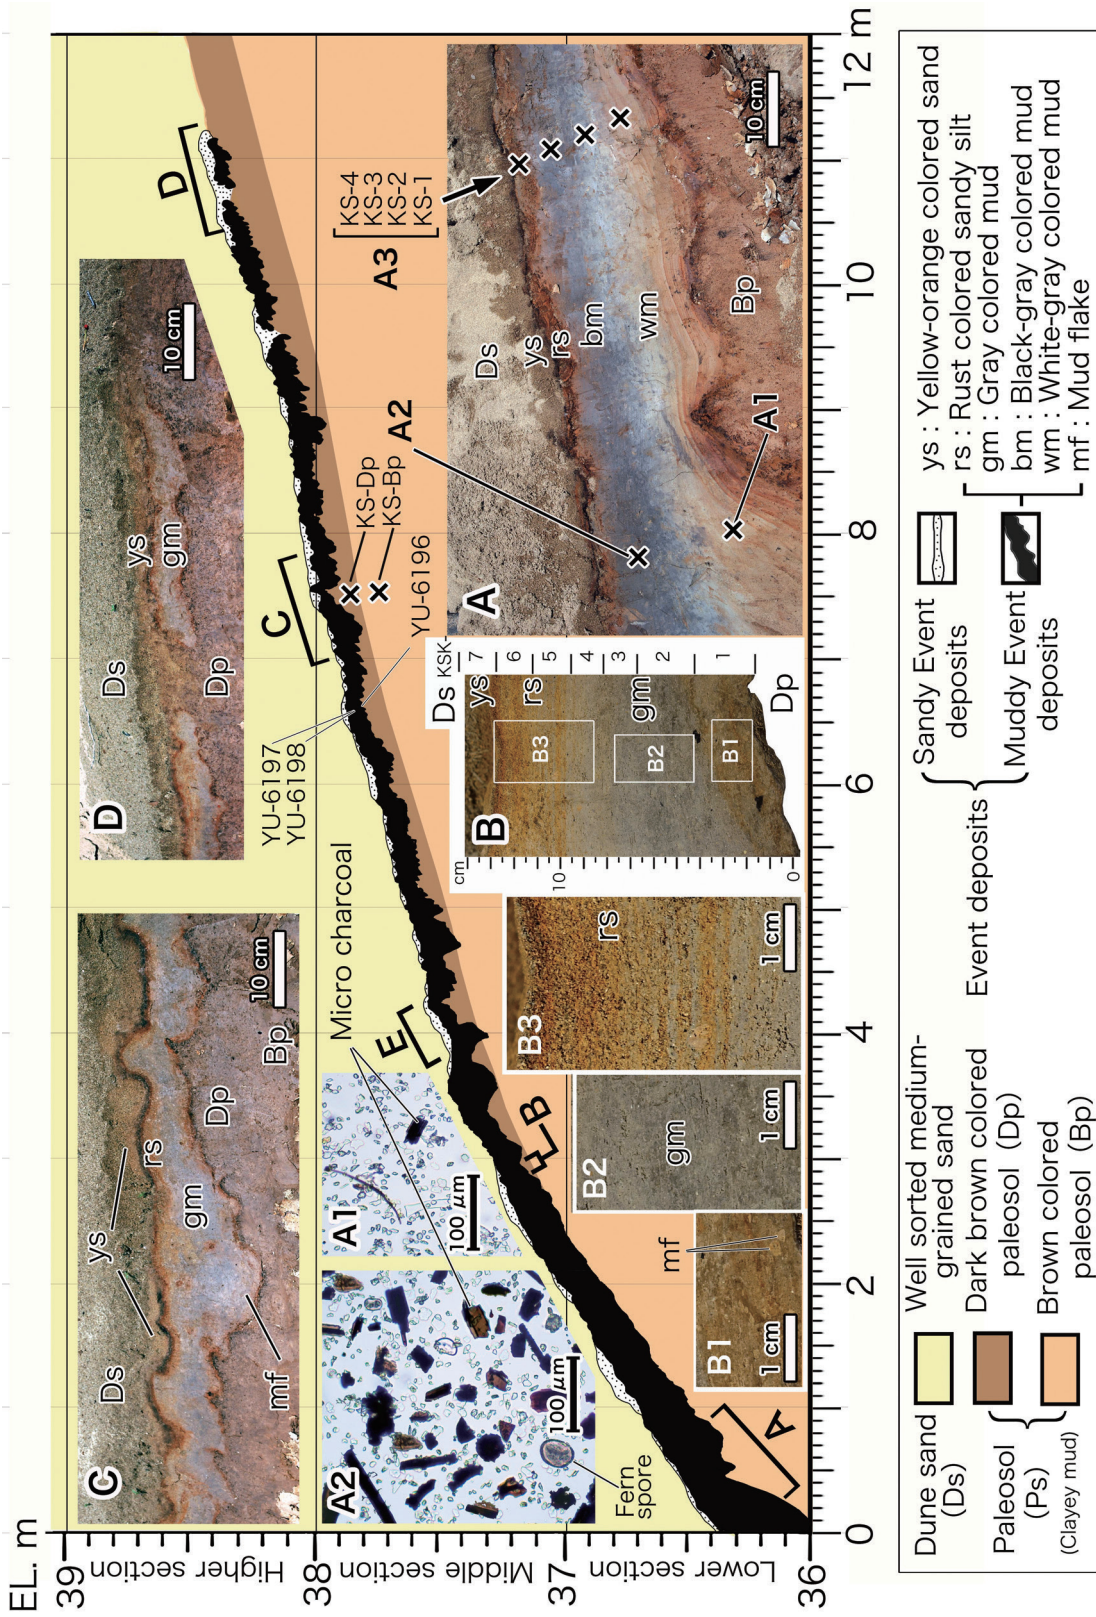 EL. m
39
38
37
36
Higher section
Middle section
Lower section
0
2
4
6
8
10
12 m
C
Ds
ys
rs
gm
mf
Dp
Bp
10 cm
D
Ds
ys
gm
Dp
10 cm
D
A2
100 μm
Fern
spore
A1
100 μm
Micro charcoal
E
YU-6197
YU-6198
C
KS-Dp
KS-Bp
YU-6196
A2
A3
KS-4
KS-3
KS-2
KS-1
A
B
B1
1 cm
mf
B2
gm
1 cm
B3
rs
1 cm
B
cm
10
0
B3
B2
B1
Ds
KSK
ys
rs
gm
Dp
7
6
5
4
3
2
1
A
Ds
ys
rs
bm
wm
A1
Bp
10 cm
Dune sand
(Ds)
Well sorted medium-
grained sand
Paleosol
(Ps)
(Clayey mud)
Dark brown colored
paleosol (Dp)
Brown colored
paleosol (Bp)
Event deposits
Sandy Event
deposits
Muddy Event
deposits
ys : Yellow-orange colored sand
rs : Rust colored sandy silt
gm : Gray colored mud
bm : Black-gray colored mud
wm : White-gray colored mud
mf : Mud flake